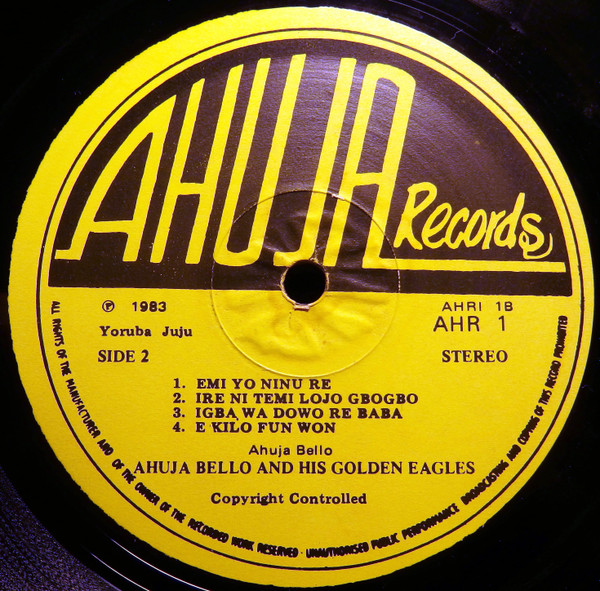 AHUJA
Records
℗ 1983
AHRI 1B
Yoruba Juju
AHR 1
SIDE 2
STEREO
1. EMI YO NINU RE
2. IRE NI TEMI LOJO GBOGBO
3. IGBA WA DOWO RE BABA
4. E KILO FUN WON
Ahuja Bello
AHUJA BELLO AND HIS GOLDEN EAGLES
Copyright Controlled
ALL RIGHTS OF THE MANUFACTURER AND OF THE OWNER OF THE RECORDED WORK RESERVED · UNAUTHORISED PUBLIC PERFORMANCE BROADCASTING AND COPYING OF THIS RECORD PROHIBITED